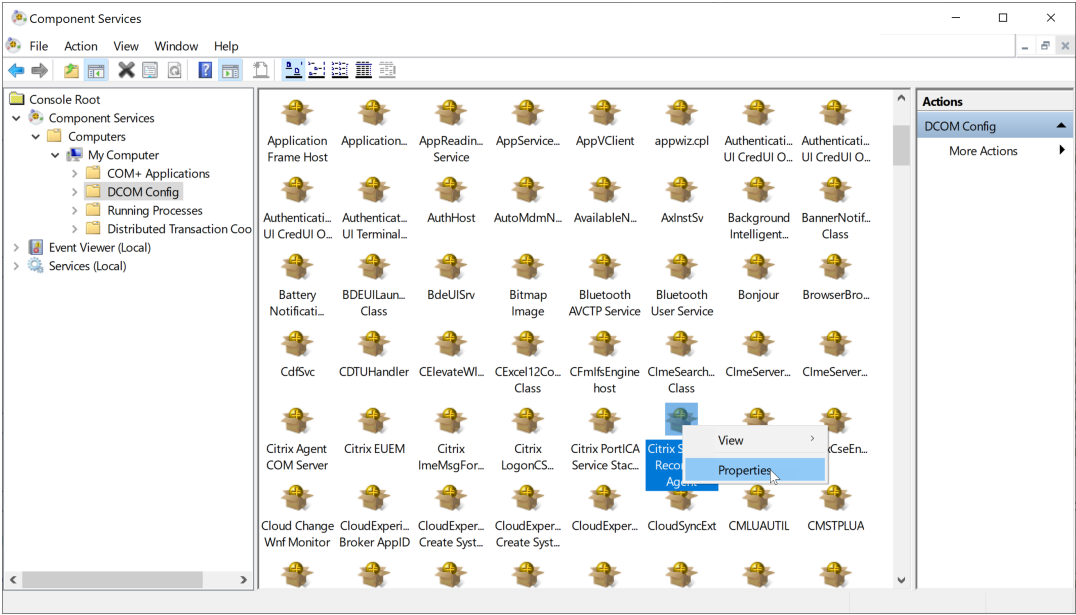 Component Services
File Action View Window Help
Console Root
Component Services
Computers
My Computer
COM+ Applications
DCOM Config
Running Processes
Distributed Transaction Coo
Event Viewer (Local)
Services (Local)
Application Application... AppReadin... AppService... AppVClient appwiz.cpl Authenticati... Authenticati...
Frame Host Service UI CredUI O... UI CredUI O...
Authenticati... Authenticat... AuthHost AutoMdmN... AvailableN... AxInstSv Background BannerNotif...
UI CredUI O... UI Terminal... Intelligent... Class
Battery BDEUILaun... BdeUISrv Bitmap Bluetooth Bluetooth Bonjour BrowserBro...
Notificati... Class Image AVCTP Service User Service
CdfSvc CDTUHandler CElevateWl... CExcel12Co... CFmIfsEngine CImeSearch... CImeServer... CImeServer...
Class host Class
Citrix Agent Citrix EUEM Citrix Citrix Citrix PortICA Citrix
COM Server ImeMsgFor... LogonCS... Service Stac...
Agent
View
Properties
Cloud Change CloudExperi... CloudExper... CloudExper... CloudExper... CloudSyncExt CMLUAUTIL CMSTPLUA
Wnf Monitor Broker AppID Create Syst... Create Syst...
Actions
DCOM Config
More Actions